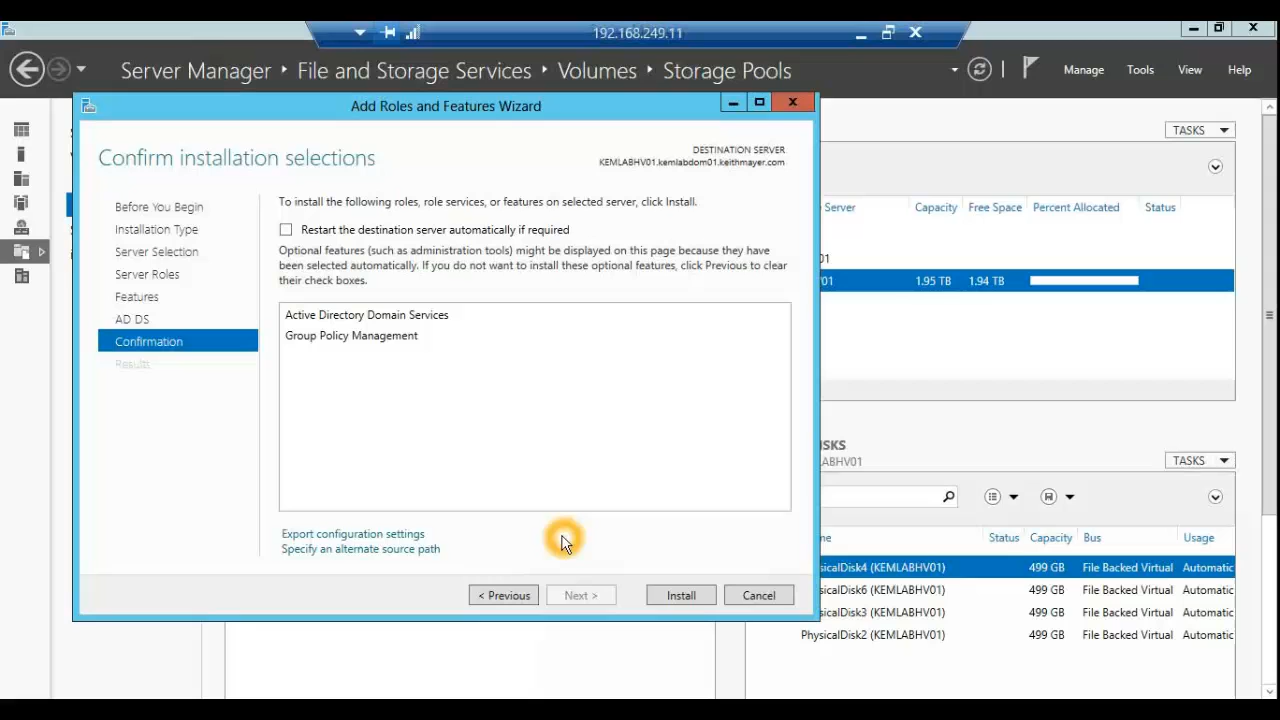 192.168.249.11
Server Manager ‣ File and Storage Services ‣ Volumes ‣ Storage Pools
Manage Tools View Help
Add Roles and Features Wizard
Confirm installation selections
DESTINATION SERVER
KEMLABHV01.kemlabdom01.keithmayer.com
Before You Begin
Installation Type
Server Selection
Server Roles
Features
AD DS
Confirmation
Results
To install the following roles, role services, or features on selected server, click Install.
Restart the destination server automatically if required
Optional features (such as administration tools) might be displayed on this page because they have
been selected automatically. If you do not want to install these optional features, click Previous to clear
their check boxes.
Active Directory Domain Services
Group Policy Management
Export configuration settings
Specify an alternate source path
< Previous Next > Install Cancel
TASKS
Server Capacity Free Space Percent Allocated Status
01
/01 1.95 TB 1.94 TB
ISKS
LABHV01
TASKS
me Status Capacity Bus Usage
sicalDisk4 (KEMLABHV01) 499 GB File Backed Virtual Automatic
sicalDisk6 (KEMLABHV01) 499 GB File Backed Virtual Automatic
sicalDisk3 (KEMLABHV01) 499 GB File Backed Virtual Automatic
PhysicalDisk2 (KEMLABHV01) 499 GB File Backed Virtual Automatic